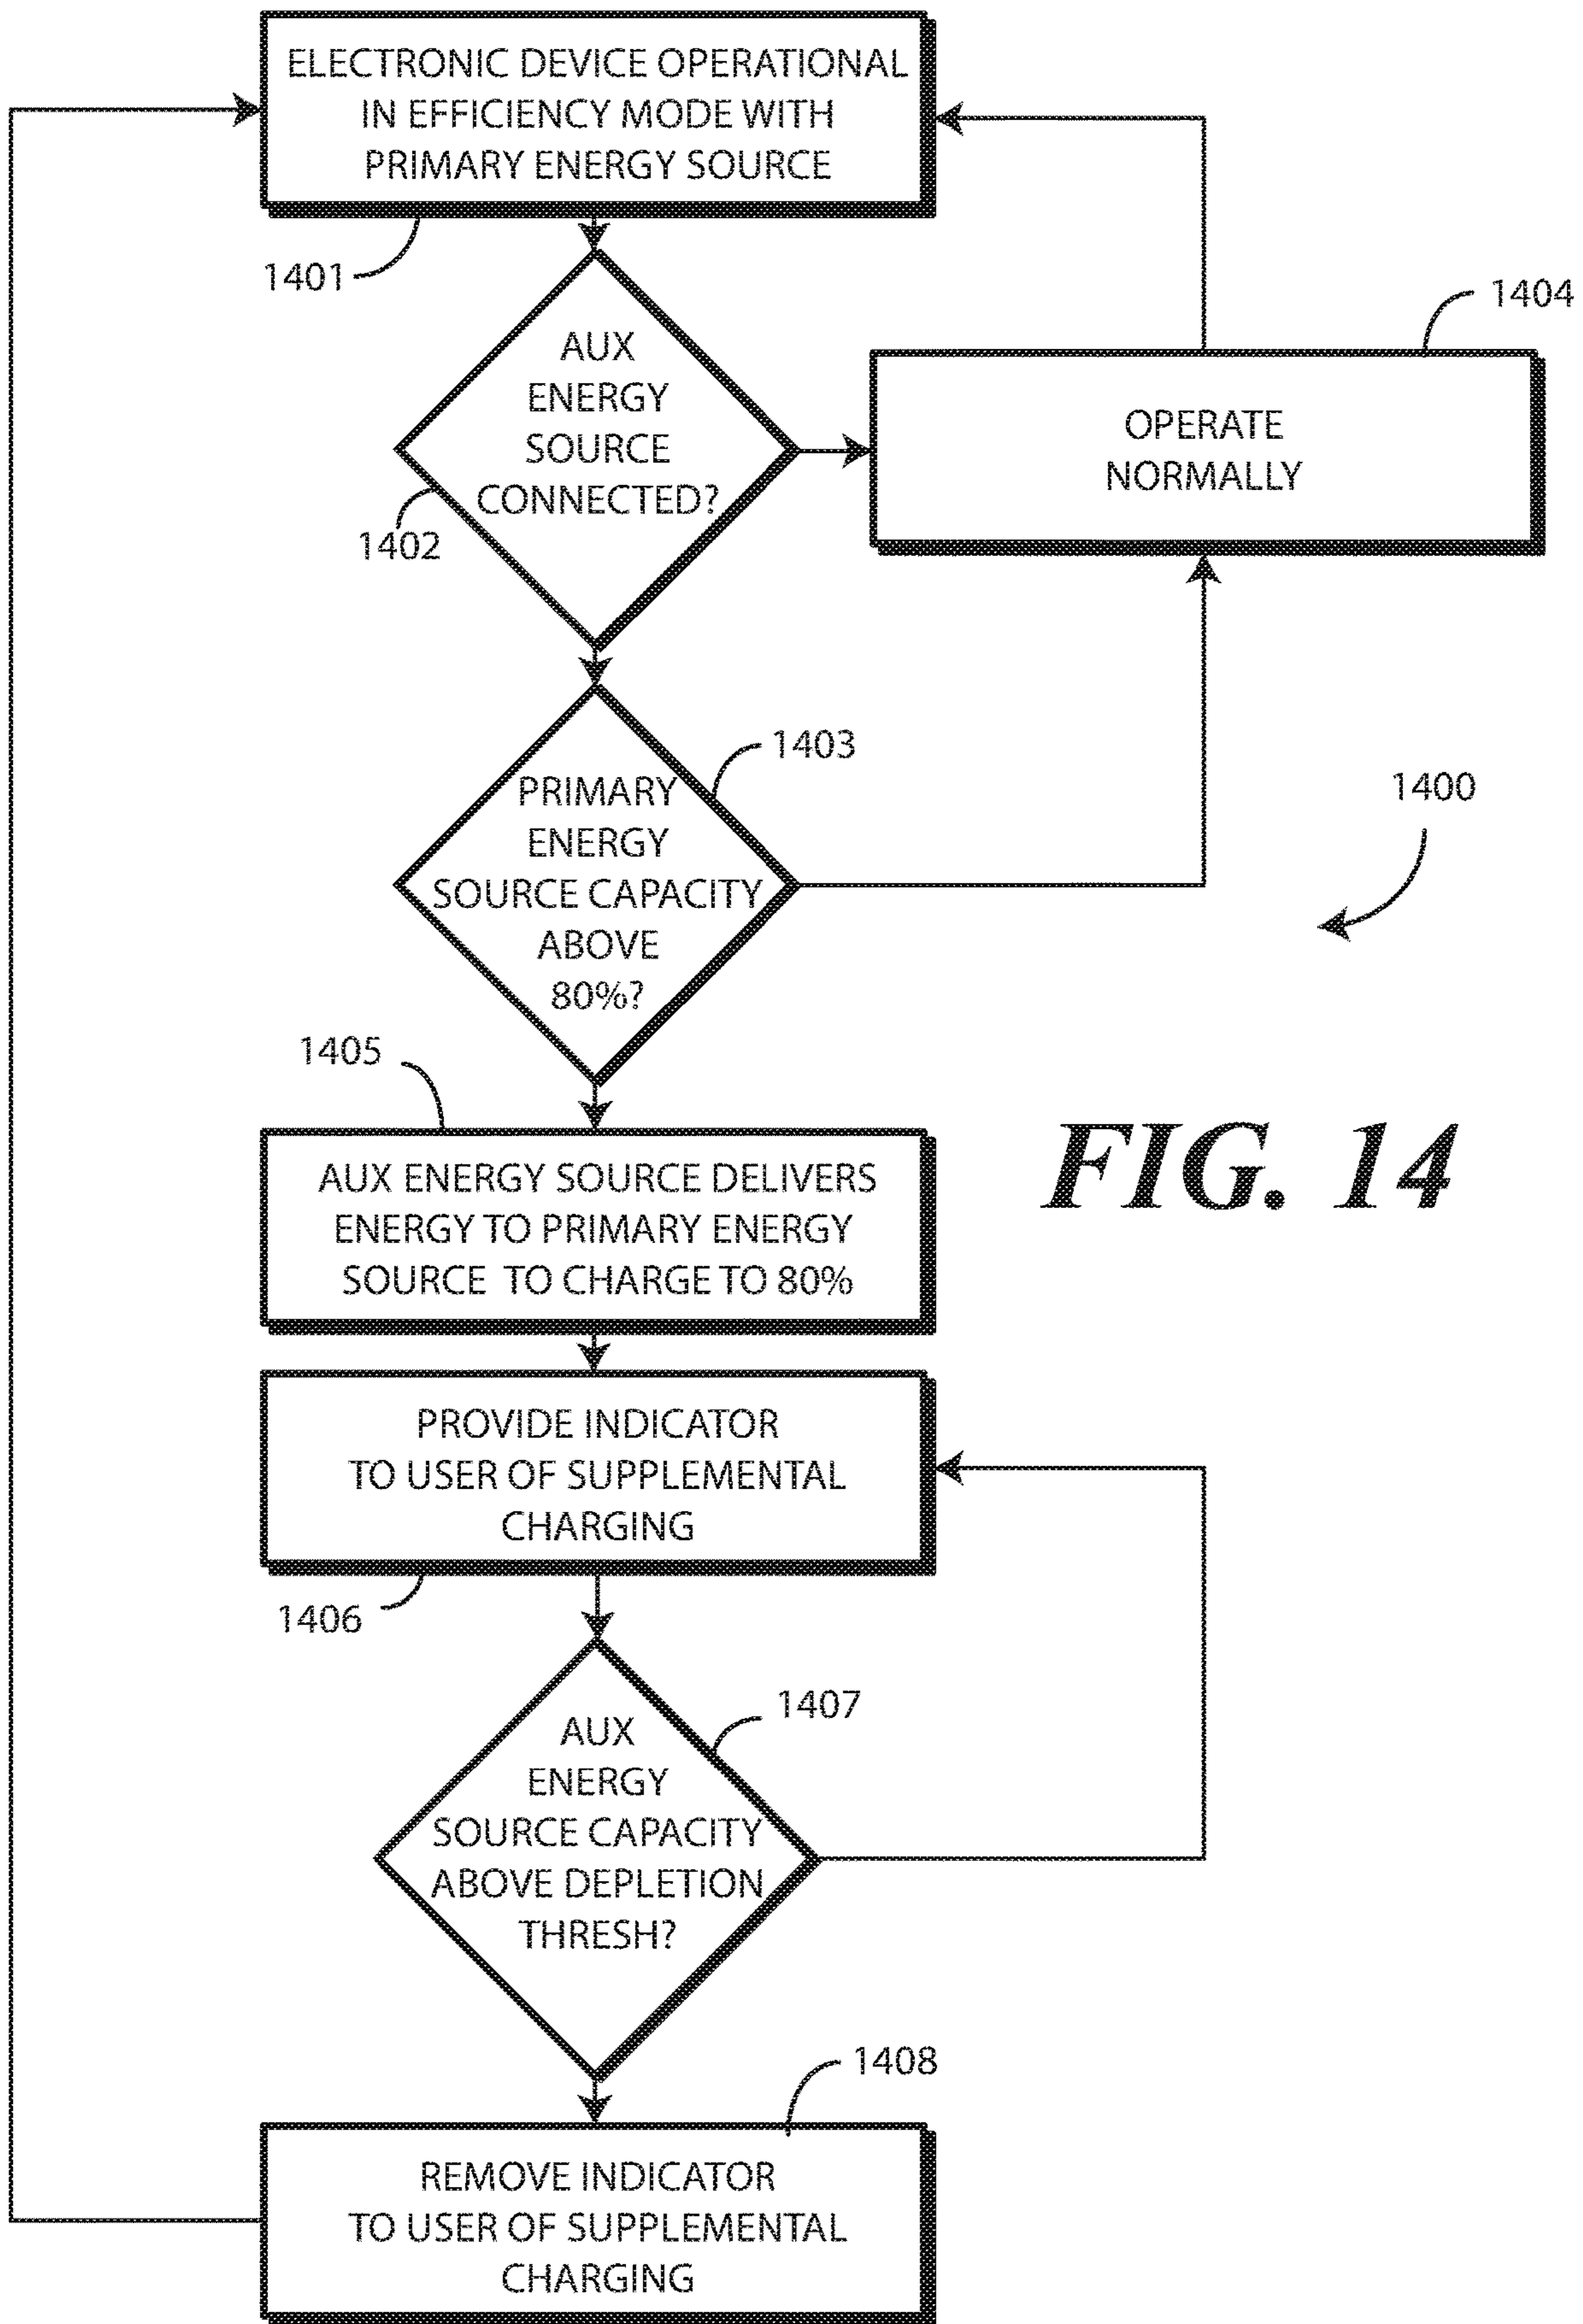 ELECTRONIC DEVICE OPERATIONAL
IN EFFICIENCY MODE WITH
PRIMARY ENERGY SOURCE
1401
AUX
ENERGY
SOURCE
CONNECTED?
1402
1404
OPERATE
NORMALLY
PRIMARY
ENERGY
SOURCE CAPACITY
ABOVE
80%?
1403
1400
1405
AUX ENERGY SOURCE DELIVERS
ENERGY TO PRIMARY ENERGY
SOURCE TO CHARGE TO 80%
FIG. 14
PROVIDE INDICATOR
TO USER OF SUPPLEMENTAL
CHARGING
1406
AUX
ENERGY
SOURCE CAPACITY
ABOVE DEPLETION
THRESH?
1407
1408
REMOVE INDICATOR
TO USER OF SUPPLEMENTAL
CHARGING